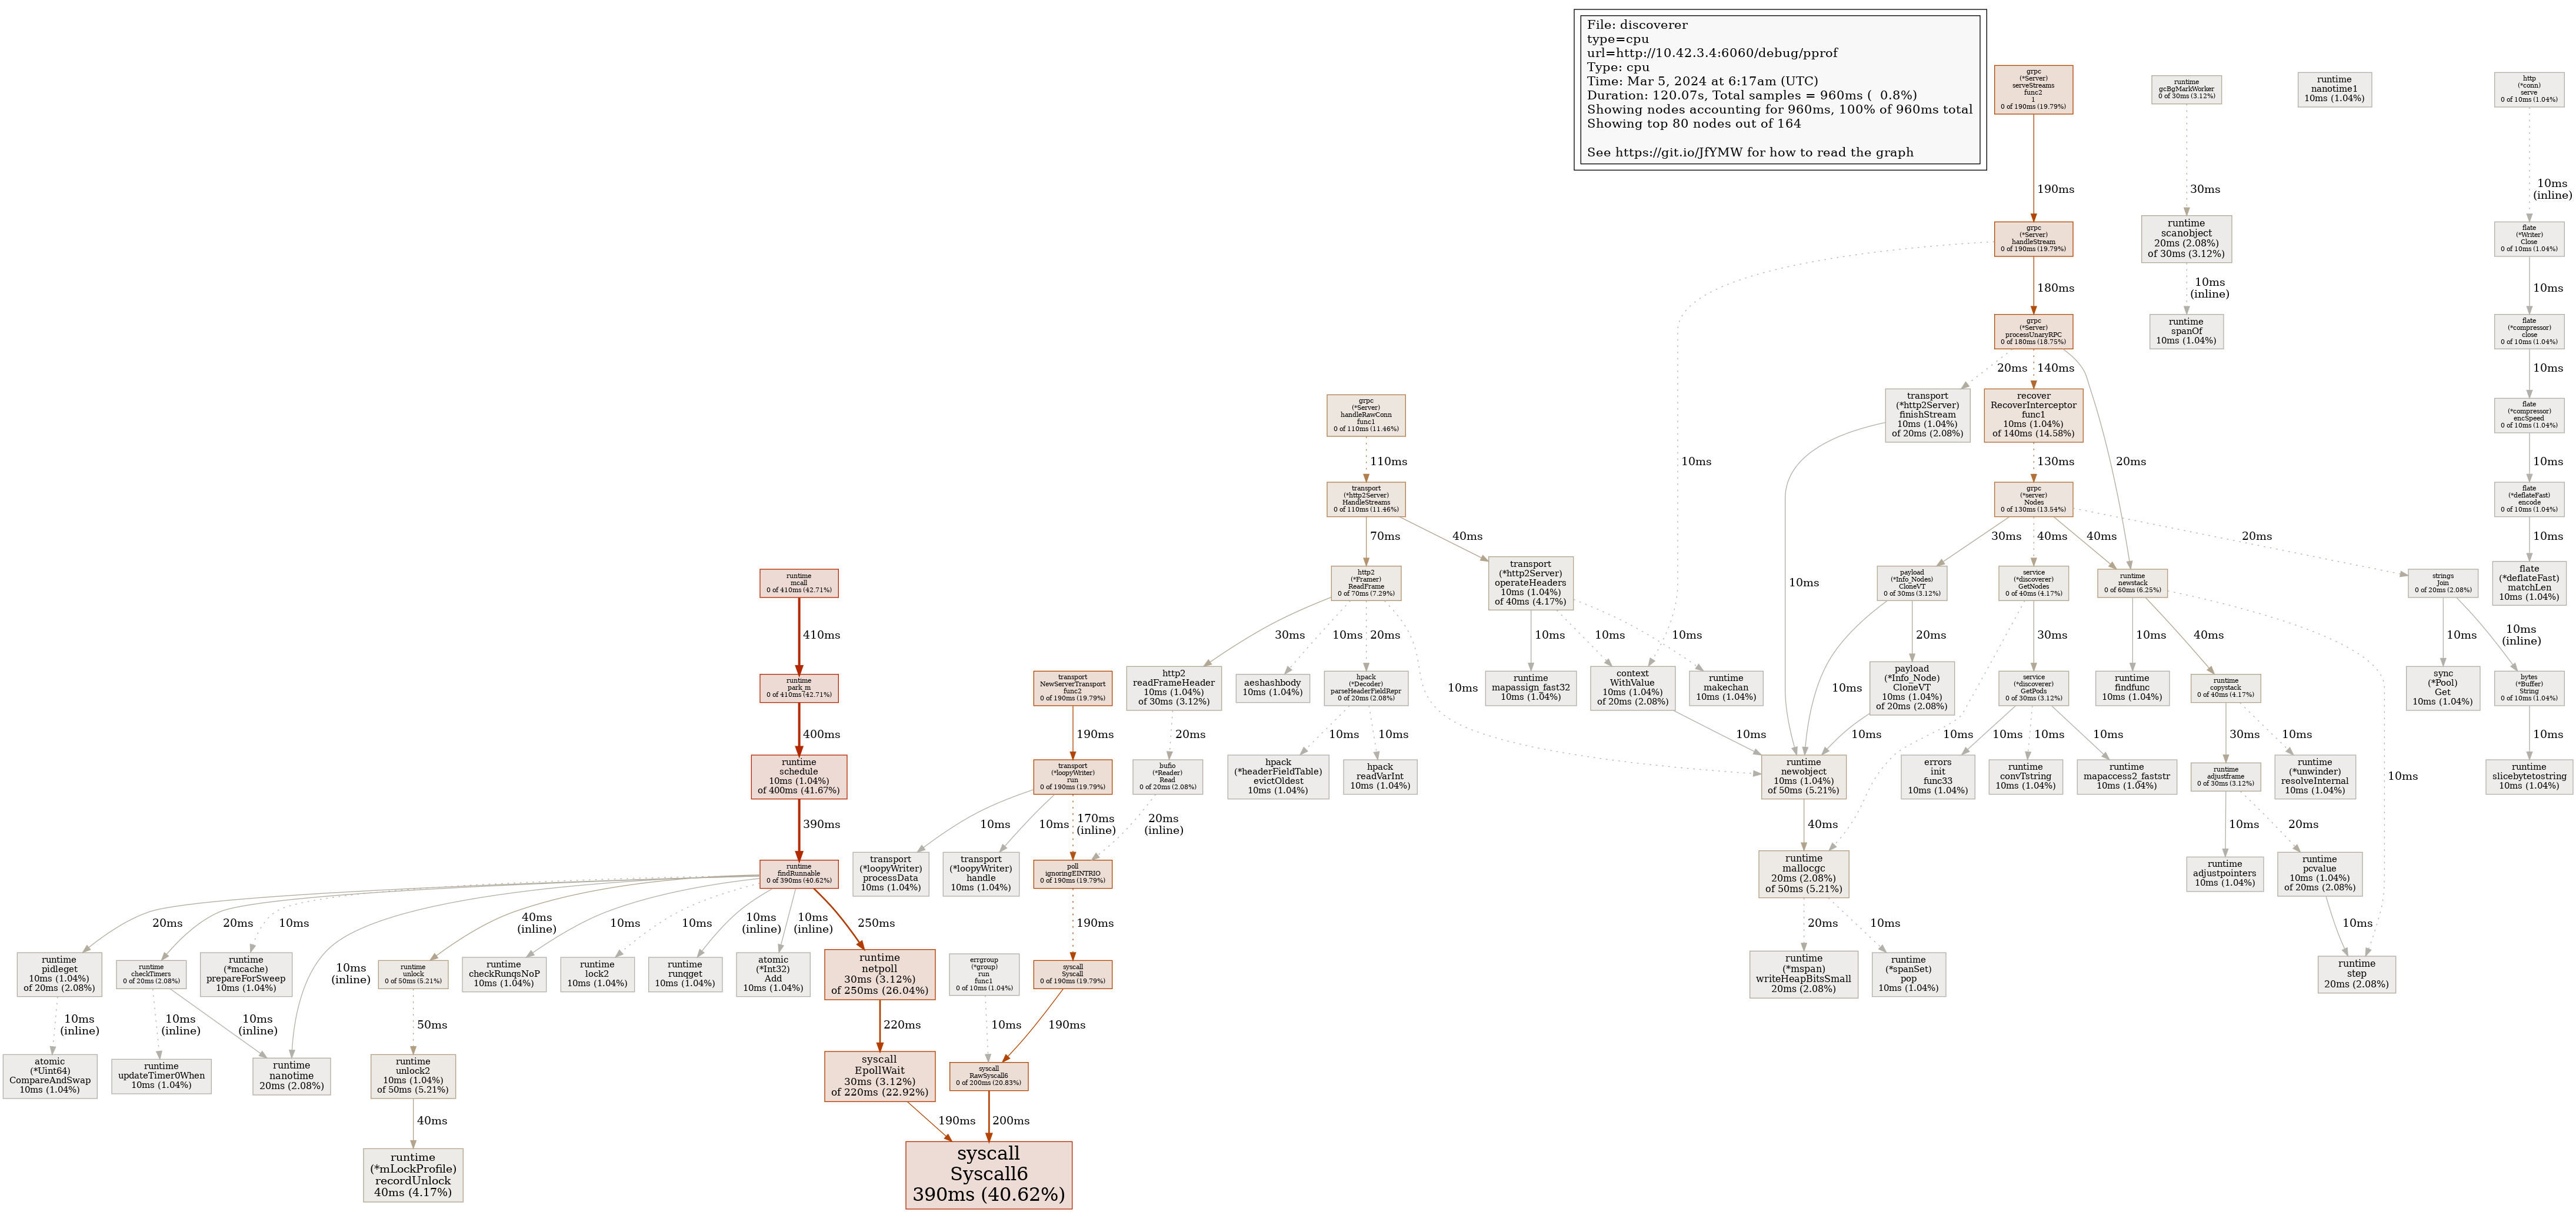 File: discoverer
type=cpu
url=http://10.42.3.4:6060/debug/pprof
Type: cpu
Time: Mar 5, 2024 at 6:17am (UTC)
Duration: 120.07s, Total samples = 960ms ( 0.8%)
Showing nodes accounting for 960ms, 100% of 960ms total
Showing top 80 nodes out of 164
See https://git.io/JfYMW for how to read the graph
grpc
(*Server)
serveStreams
func2
1
0 of 190ms (19.79%)
runtime
gcBgMarkWorker
0 of 30ms (3.12%)
runtime
nanotime1
10ms (1.04%)
http
(*conn)
serve
0 of 10ms (1.04%)
190ms
30ms
10ms
(inline)
grpc
(*Server)
handleStream
0 of 190ms (19.79%)
runtime
scanobject
20ms (2.08%)
of 30ms (3.12%)
flate
(*Writer)
Close
0 of 10ms (1.04%)
180ms
10ms
(inline)
10ms
grpc
(*Server)
processUnaryRPC
0 of 180ms (18.75%)
runtime
spanOf
10ms (1.04%)
flate
(*compressor)
close
0 of 10ms (1.04%)
20ms
140ms
10ms
grpc
(*Server)
handleRawConn
func1
0 of 110ms (11.46%)
transport
(*http2Server)
finishStream
10ms (1.04%)
of 20ms (2.08%)
recover
RecoverInterceptor
func1
10ms (1.04%)
of 140ms (14.58%)
flate
(*compressor)
encSpeed
0 of 10ms (1.04%)
110ms
10ms
130ms
20ms
10ms
transport
(*http2Server)
HandleStreams
0 of 110ms (11.46%)
grpc
(*server)
Nodes
0 of 130ms (13.54%)
flate
(*deflateFast)
encode
0 of 10ms (1.04%)
70ms
40ms
30ms
40ms
40ms
20ms
10ms
runtime
mcall
0 of 410ms (42.71%)
http2
(*Framer)
ReadFrame
0 of 70ms (7.29%)
transport
(*http2Server)
operateHeaders
10ms (1.04%)
of 40ms (4.17%)
10ms
payload
(*Info_Nodes)
CloneVT
0 of 30ms (3.12%)
service
(*discoverer)
GetNodes
0 of 40ms (4.17%)
runtime
newstack
0 of 60ms (6.25%)
strings
Join
0 of 20ms (2.08%)
flate
(*deflateFast)
matchLen
10ms (1.04%)
410ms
30ms
10ms
20ms
10ms
10ms
10ms
20ms
30ms
10ms
40ms
10ms
10ms
(inline)
runtime
park_m
0 of 410ms (42.71%)
transport
NewServerTransport
func2
0 of 190ms (19.79%)
http2
readFrameHeader
10ms (1.04%)
of 30ms (3.12%)
aeshashbody
10ms (1.04%)
hpack
(*Decoder)
parseHeaderFieldRepr
0 of 20ms (2.08%)
10ms
runtime
mapassign_fast32
10ms (1.04%)
context
WithValue
10ms (1.04%)
of 20ms (2.08%)
runtime
makechan
10ms (1.04%)
10ms
payload
(*Info_Node)
CloneVT
10ms (1.04%)
of 20ms (2.08%)
service
(*discoverer)
GetPods
0 of 30ms (3.12%)
runtime
findfunc
10ms (1.04%)
runtime
copystack
0 of 40ms (4.17%)
sync
(*Pool)
Get
10ms (1.04%)
bytes
(*Buffer)
String
0 of 10ms (1.04%)
400ms
190ms
20ms
10ms
10ms
10ms
10ms
10ms
10ms
10ms
10ms
30ms
10ms
10ms
runtime
schedule
10ms (1.04%)
of 400ms (41.67%)
transport
(*loopyWriter)
run
0 of 190ms (19.79%)
bufio
(*Reader)
Read
0 of 20ms (2.08%)
hpack
(*headerFieldTable)
evictOldest
10ms (1.04%)
hpack
readVarInt
10ms (1.04%)
runtime
newobject
10ms (1.04%)
of 50ms (5.21%)
errors
init
func33
10ms (1.04%)
runtime
convTstring
10ms (1.04%)
runtime
mapaccess2_faststr
10ms (1.04%)
runtime
adjustframe
0 of 30ms (3.12%)
runtime
(*unwinder)
resolveInternal
10ms (1.04%)
10ms
runtime
slicebytetostring
10ms (1.04%)
390ms
10ms
10ms
170ms
(inline)
20ms
(inline)
40ms
10ms
20ms
runtime
findRunnable
0 of 390ms (40.62%)
transport
(*loopyWriter)
processData
10ms (1.04%)
transport
(*loopyWriter)
handle
10ms (1.04%)
poll
ignoringEINTRIO
0 of 190ms (19.79%)
runtime
mallocgc
20ms (2.08%)
of 50ms (5.21%)
runtime
adjustpointers
10ms (1.04%)
runtime
pcvalue
10ms (1.04%)
of 20ms (2.08%)
20ms
20ms
10ms
40ms
(inline)
10ms
10ms
10ms
(inline)
10ms
(inline)
250ms
190ms
20ms
10ms
10ms
runtime
pidleget
10ms (1.04%)
of 20ms (2.08%)
runtime
checkTimers
0 of 20ms (2.08%)
runtime
(*mcache)
prepareForSweep
10ms (1.04%)
10ms
(inline)
runtime
unlock
0 of 50ms (5.21%)
runtime
checkRunqsNoP
10ms (1.04%)
runtime
lock2
10ms (1.04%)
runtime
runqget
10ms (1.04%)
atomic
(*Int32)
Add
10ms (1.04%)
runtime
netpoll
30ms (3.12%)
of 250ms (26.04%)
errgroup
(*group)
run
func1
0 of 10ms (1.04%)
syscall
Syscall
0 of 190ms (19.79%)
runtime
(*mspan)
writeHeapBitsSmall
20ms (2.08%)
runtime
(*spanSet)
pop
10ms (1.04%)
runtime
step
20ms (2.08%)
10ms
(inline)
10ms
(inline)
10ms
(inline)
50ms
220ms
10ms
190ms
atomic
(*Uint64)
CompareAndSwap
10ms (1.04%)
runtime
updateTimer0When
10ms (1.04%)
runtime
nanotime
20ms (2.08%)
runtime
unlock2
10ms (1.04%)
of 50ms (5.21%)
syscall
EpollWait
30ms (3.12%)
of 220ms (22.92%)
syscall
RawSyscall6
0 of 200ms (20.83%)
40ms
190ms
200ms
runtime
(*mLockProfile)
recordUnlock
40ms (4.17%)
syscall
Syscall6
390ms (40.62%)